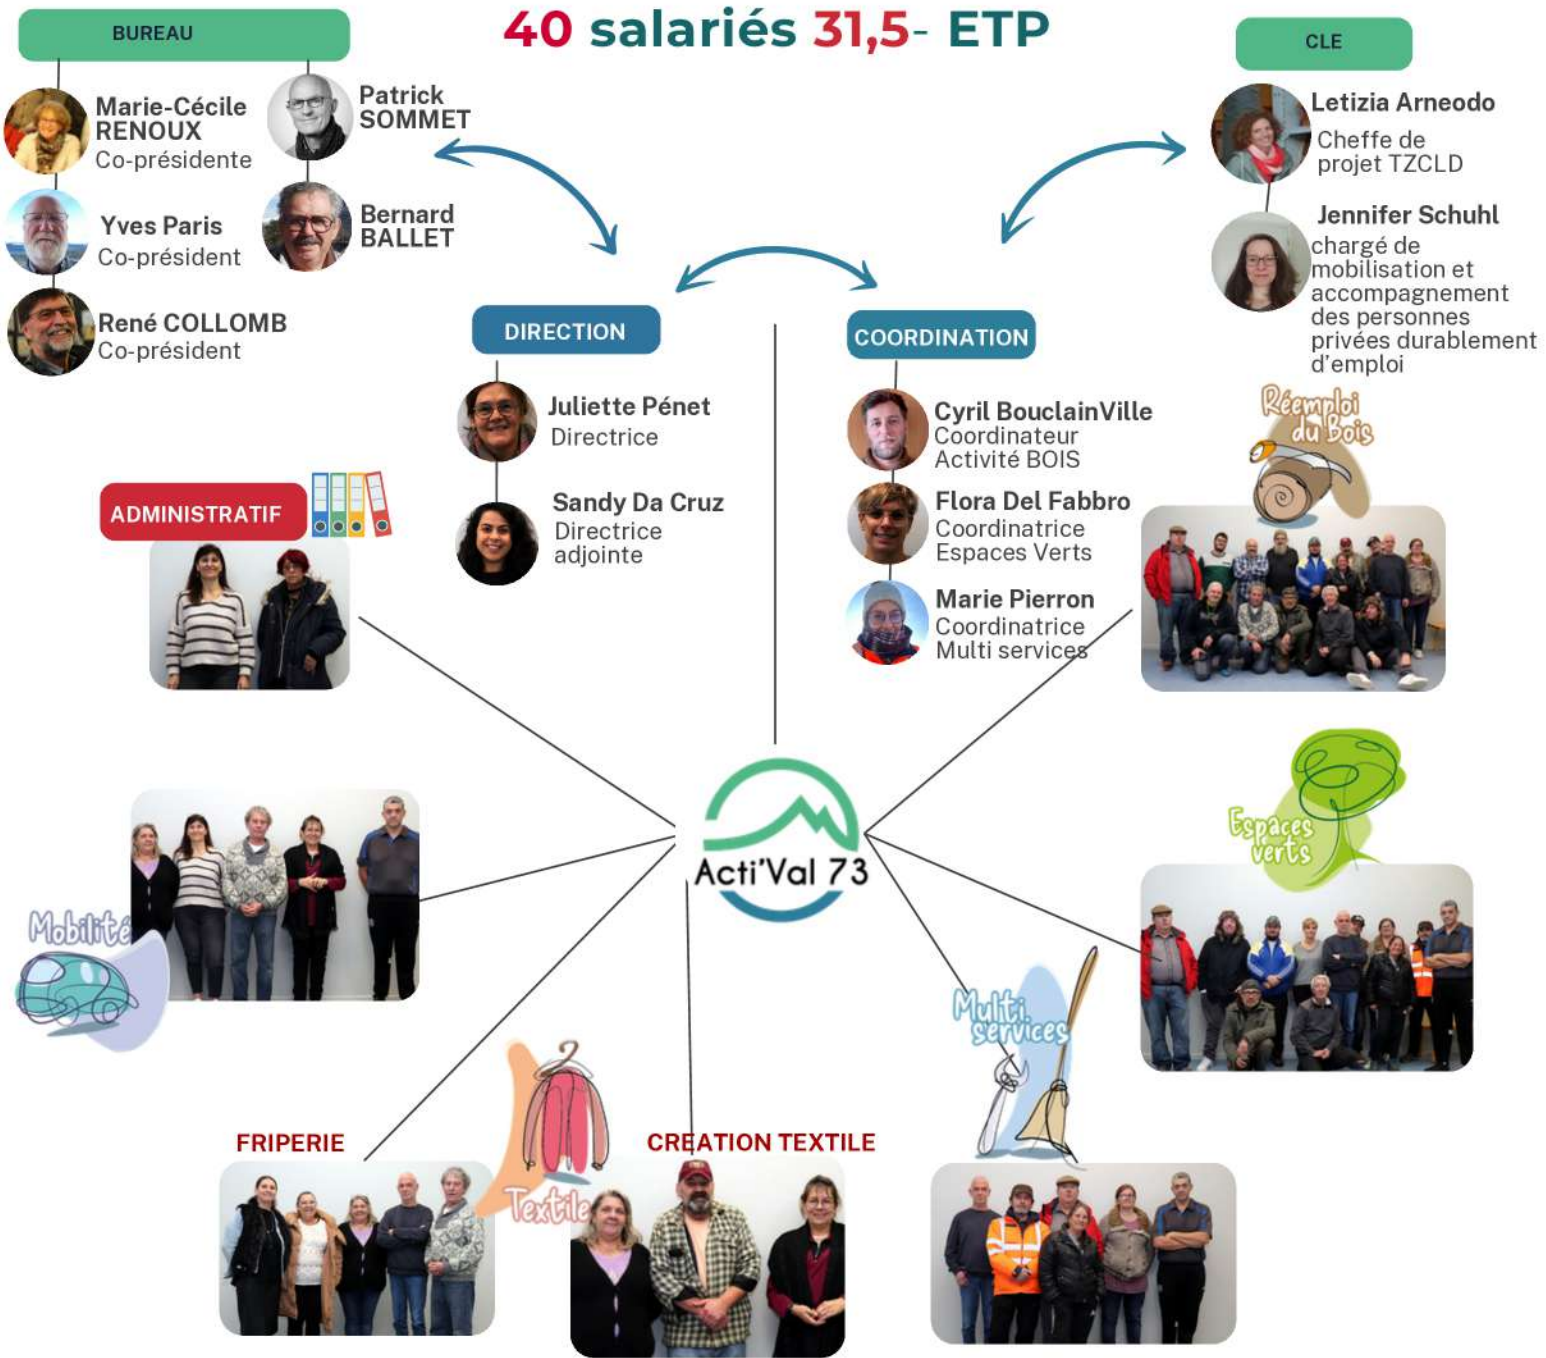 40 salariés 31,5- ETP
BUREAU
Marie-Cécile
RENOUX
Co-présidente
Patrick
SOMMET
Yves Paris
Co-président
Bernard
BALLET
René COLLOMB
Co-président
CLE
Letizia Arneodo
Cheffe de
projet TZCLD
Jennifer Schuhl
chargé de
mobilisation et
accompagnement
des personnes
privées durablement
d'emploi
DIRECTION
Juliette Pénet
Directrice
Sandy Da Cruz
Directrice
adjointe
COORDINATION
Cyril BouclainVille
Coordinateur
Activité BOIS
Flora Del Fabbro
Coordinatrice
Espaces Verts
Marie Pierron
Coordinatrice
Multi services
Réemploi
du Bois
ADMINISTRATIF
Acti'Val 73
Espaces
verts
Mobilité
Multi
services
FRIPERIE
Textile
CREATION TEXTILE